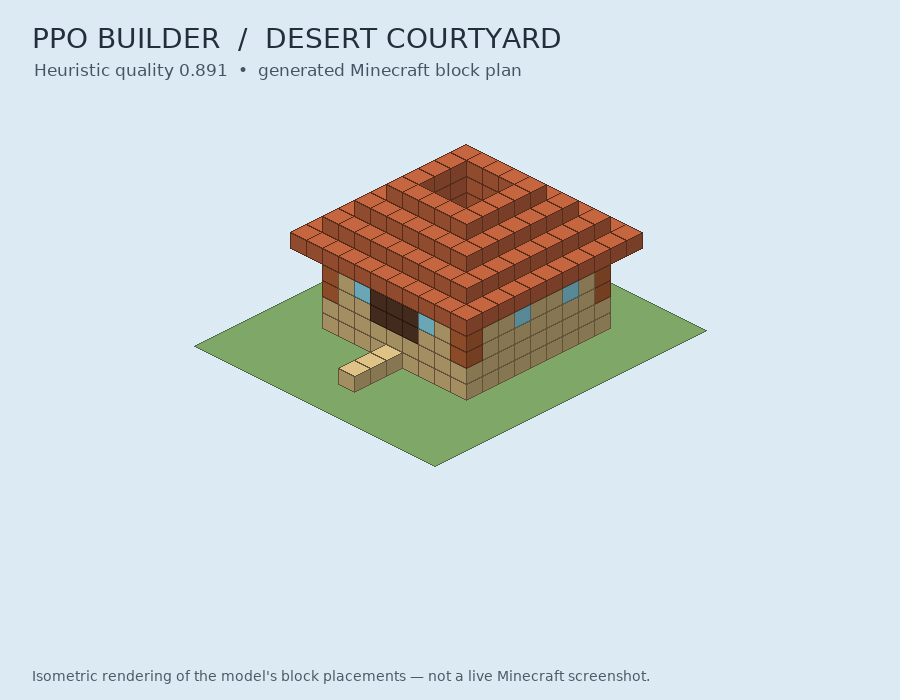 PPO BUILDER / DESERT COURTYARD
Heuristic quality 0.891 • generated Minecraft block plan
Isometric rendering of the model's block placements — not a live Minecraft screenshot.